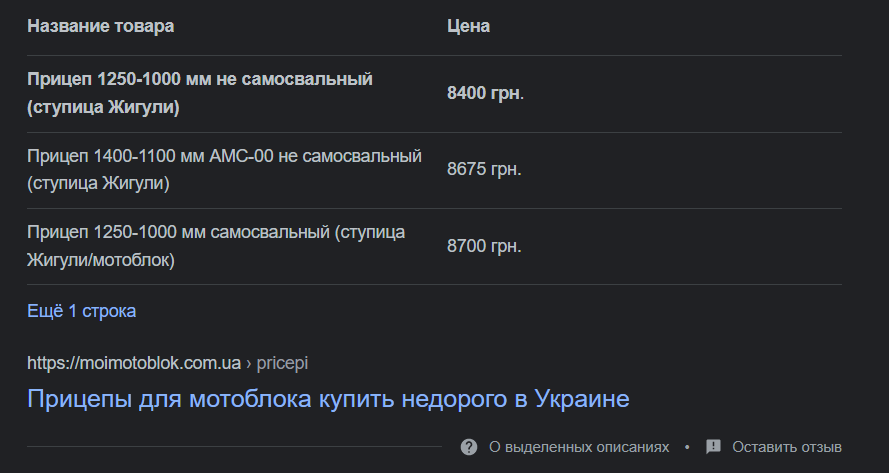 Название товара Цена
Прицеп 1250-1000 мм не самосвальный
(ступица Жигули)
8400 грн.
Прицеп 1400-1100 мм АМС-00 не самосвальный
(ступица Жигули)
8675 грн.
Прицеп 1250-1000 мм самосвальный (ступица
Жигули/мотоблок)
8700 грн.
Ещё 1 строка
https://moimotoblok.com.ua › pricepi
Прицепы для мотоблока купить недорого в Украине
О выделенных описаниях • Оставить отзыв